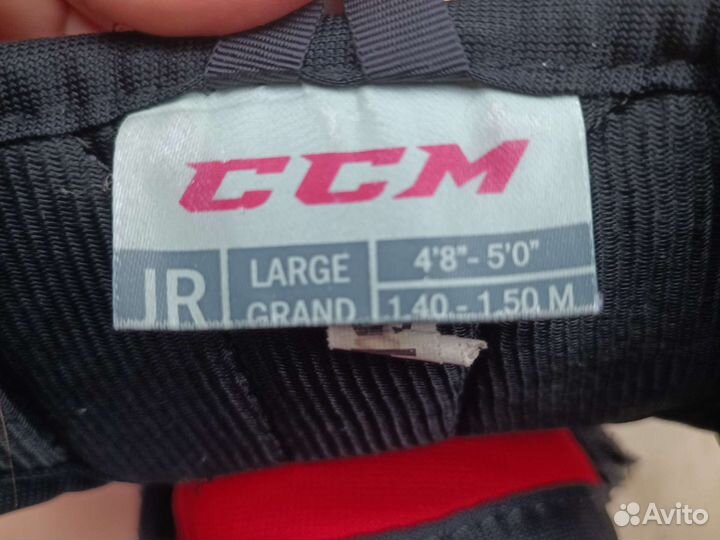 CCM
JR LARGE GRAND 4'8"- 5'0"
1.40 - 1.50 M
Avito